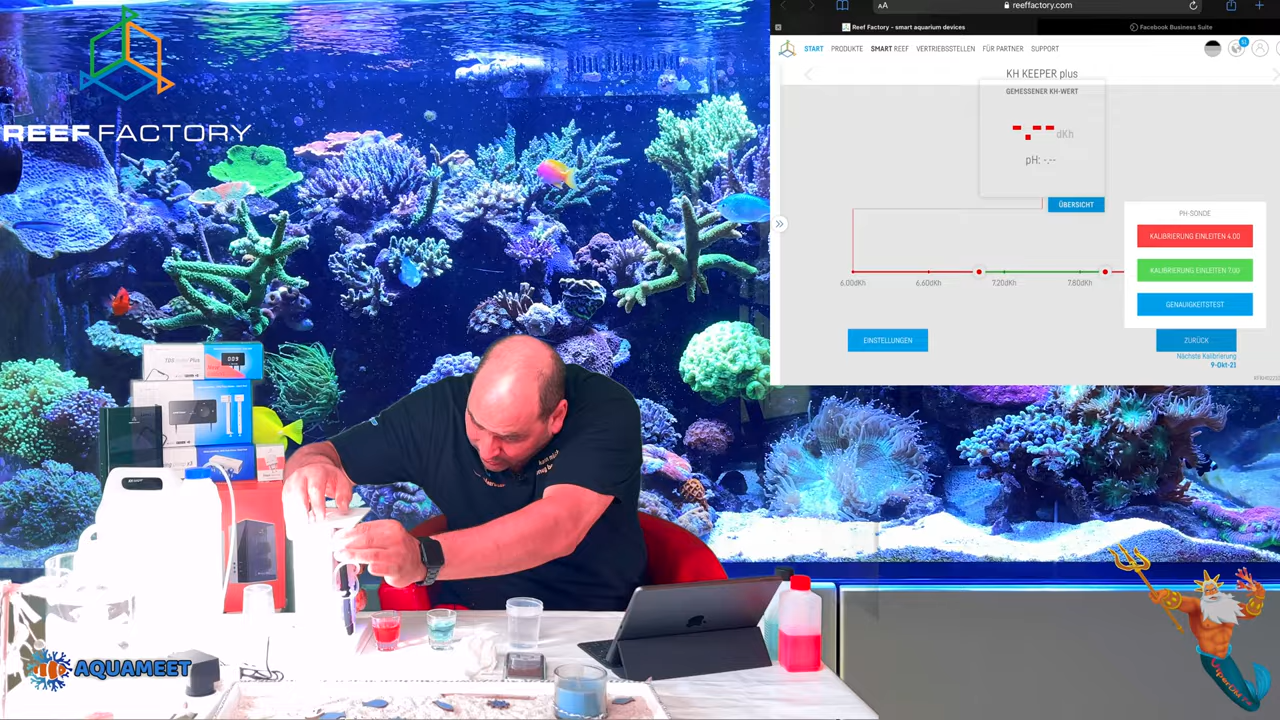 REEF FACTORY
AQUAMEET
AA
reeffactory.com
Reef Factory - smart aquarium devices
Facebook Business Suite
START PRODUKTE SMART REEF VERTRIEBSSTELLEN FÜR PARTNER SUPPORT
KH KEEPER plus
GEMESSENER KH-WERT
-.-- dKh
pH: -.--
ÜBERSICHT
6.00dKh 6.60dKh 7.20dKh 7.80dKh
PH-SONDE
KALIBRIERUNG EINLEITEN 4.00
KALIBRIERUNG EINLEITEN 7.00
GENAUIGKEITSTEST
EINSTELLUNGEN
ZURÜCK
Nächste Kalibrierung
9-Okt-21